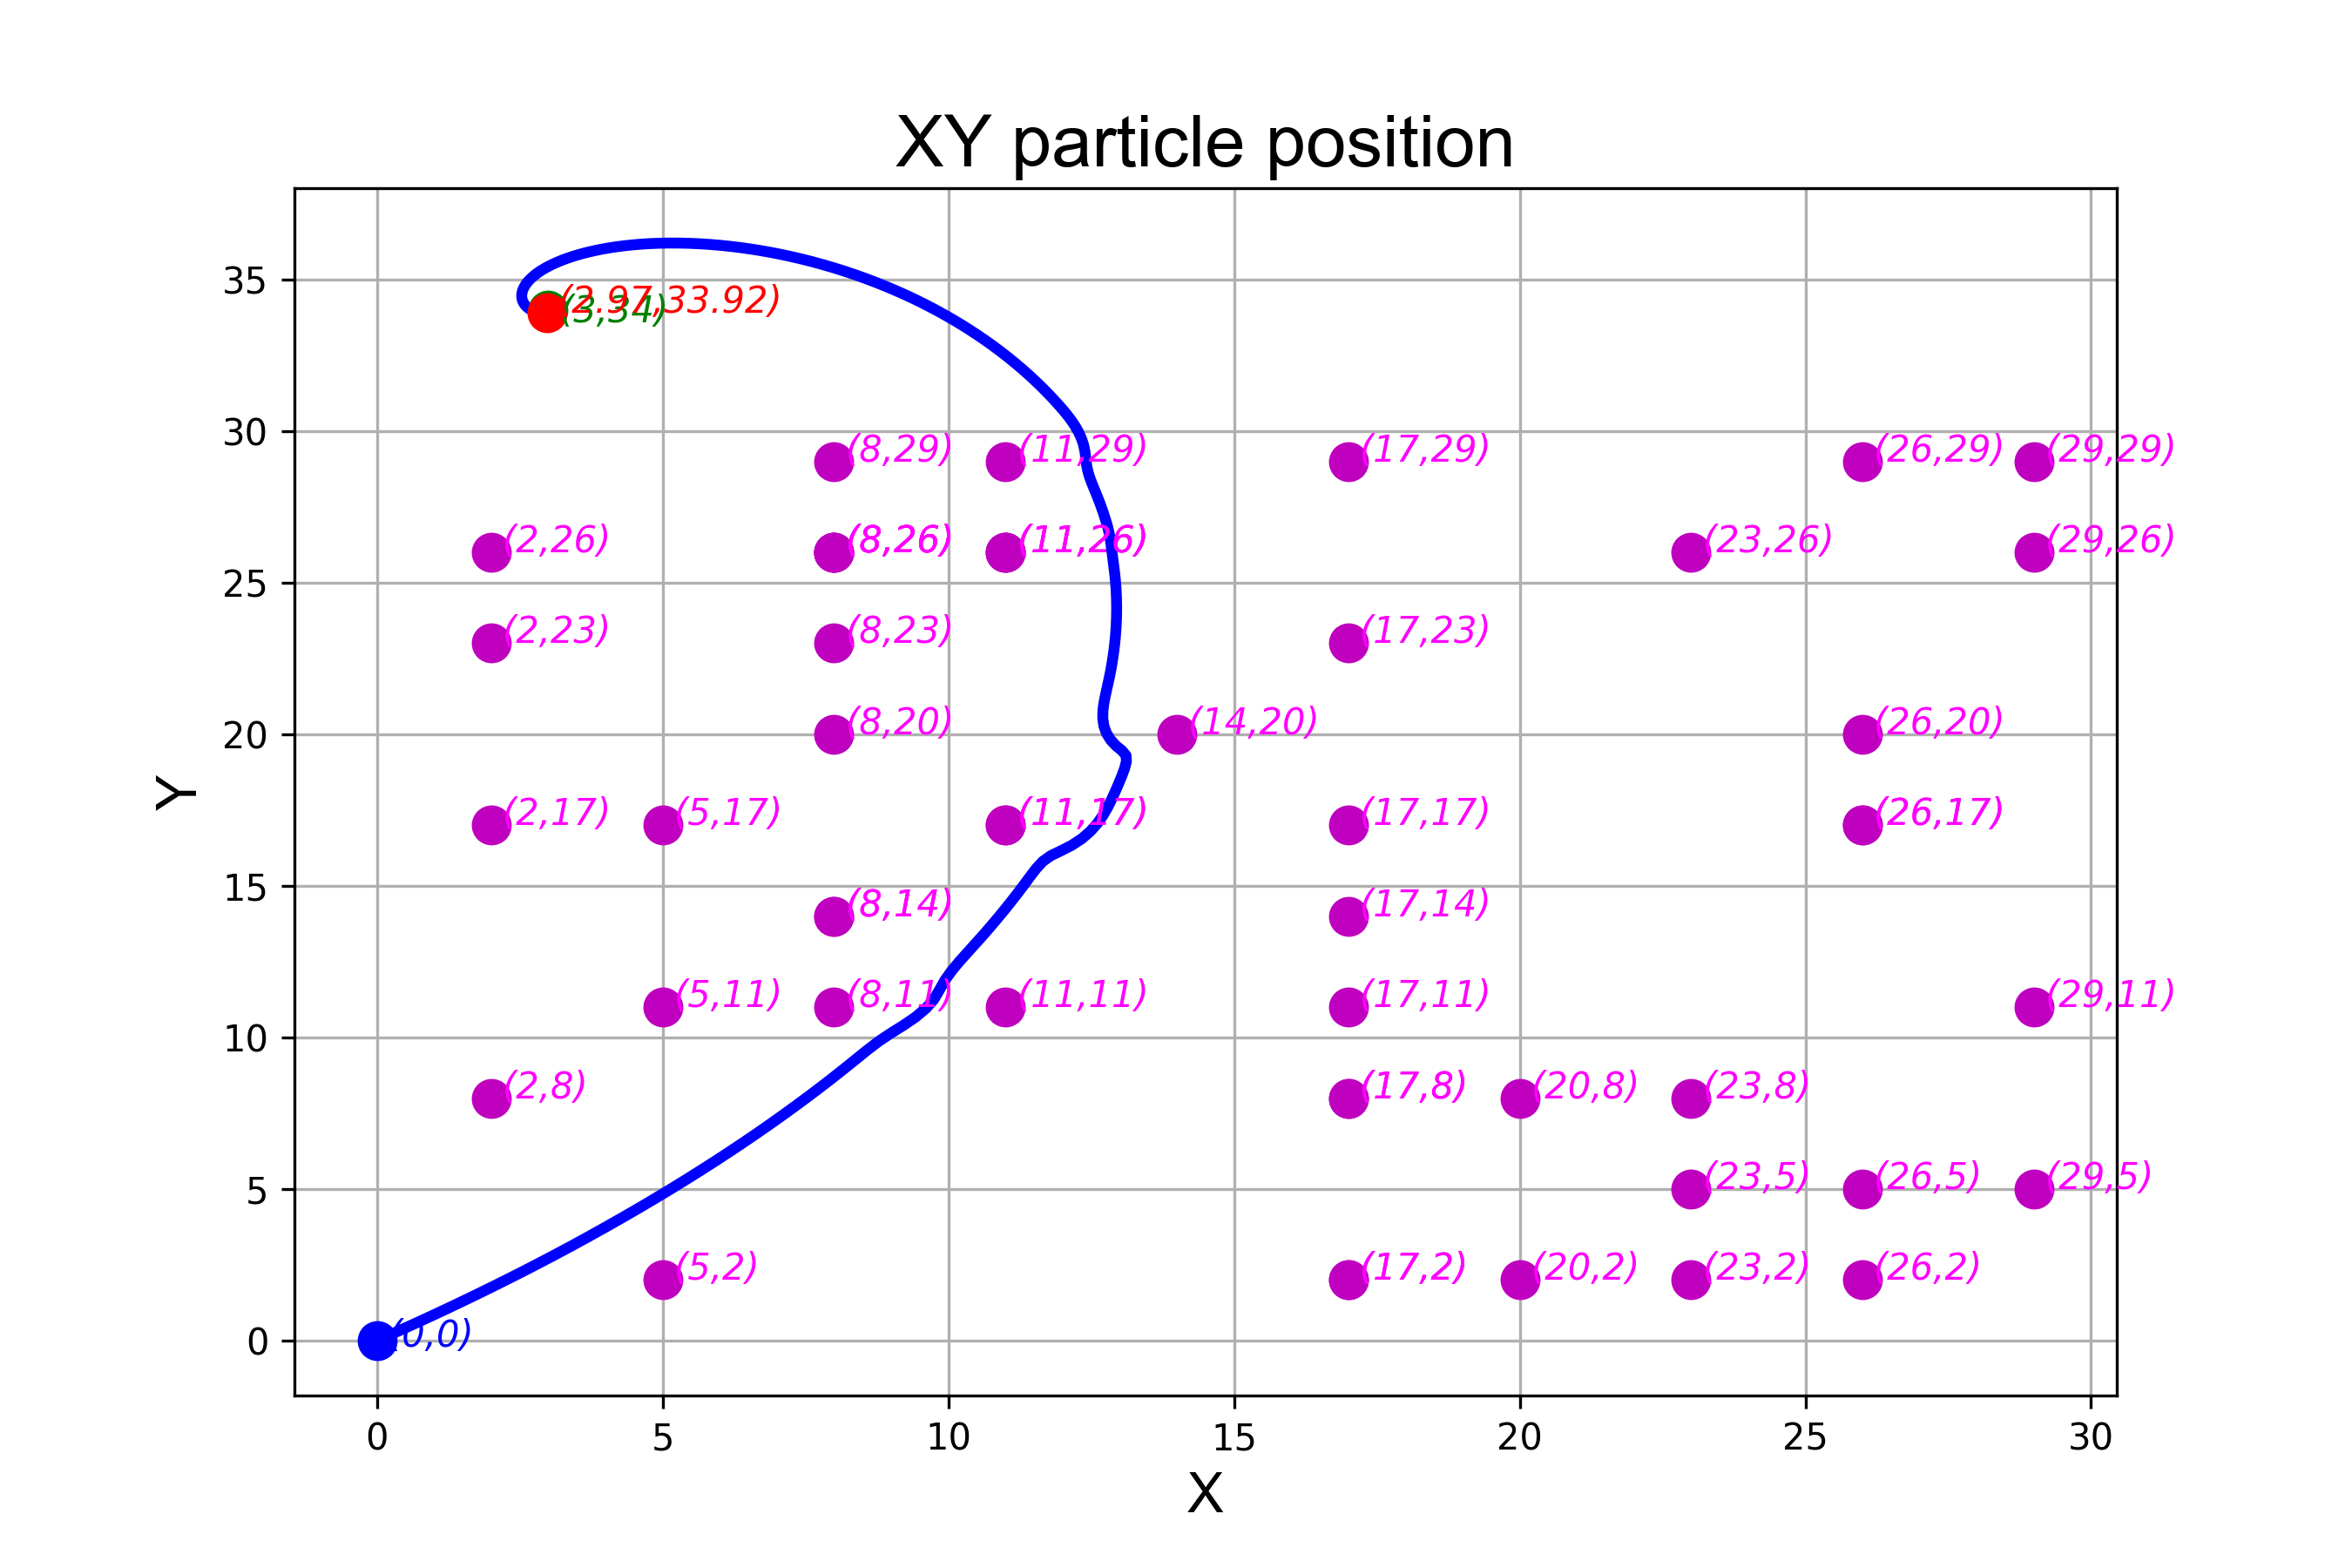 XY particle position
35
(2.97,33.92)
(3,34)
30
(8,29) (11,29) (17,29) (26,29) (29,29)
(2,26) (8,26) (11,26) (23,26) (29,26)
25
(2,23) (8,23) (17,23)
20
(8,20) (14,20) (26,20)
Y
(2,17) (5,17) (11,17) (17,17) (26,17)
15
(8,14) (17,14)
(5,11) (8,11) (11,11) (17,11) (29,11)
10
(2,8) (17,8) (20,8) (23,8)
5
(23,5) (26,5) (29,5)
(5,2) (17,2) (20,2) (23,2) (26,2)
0
(0,0)
0 5 10 15 20 25 30
X